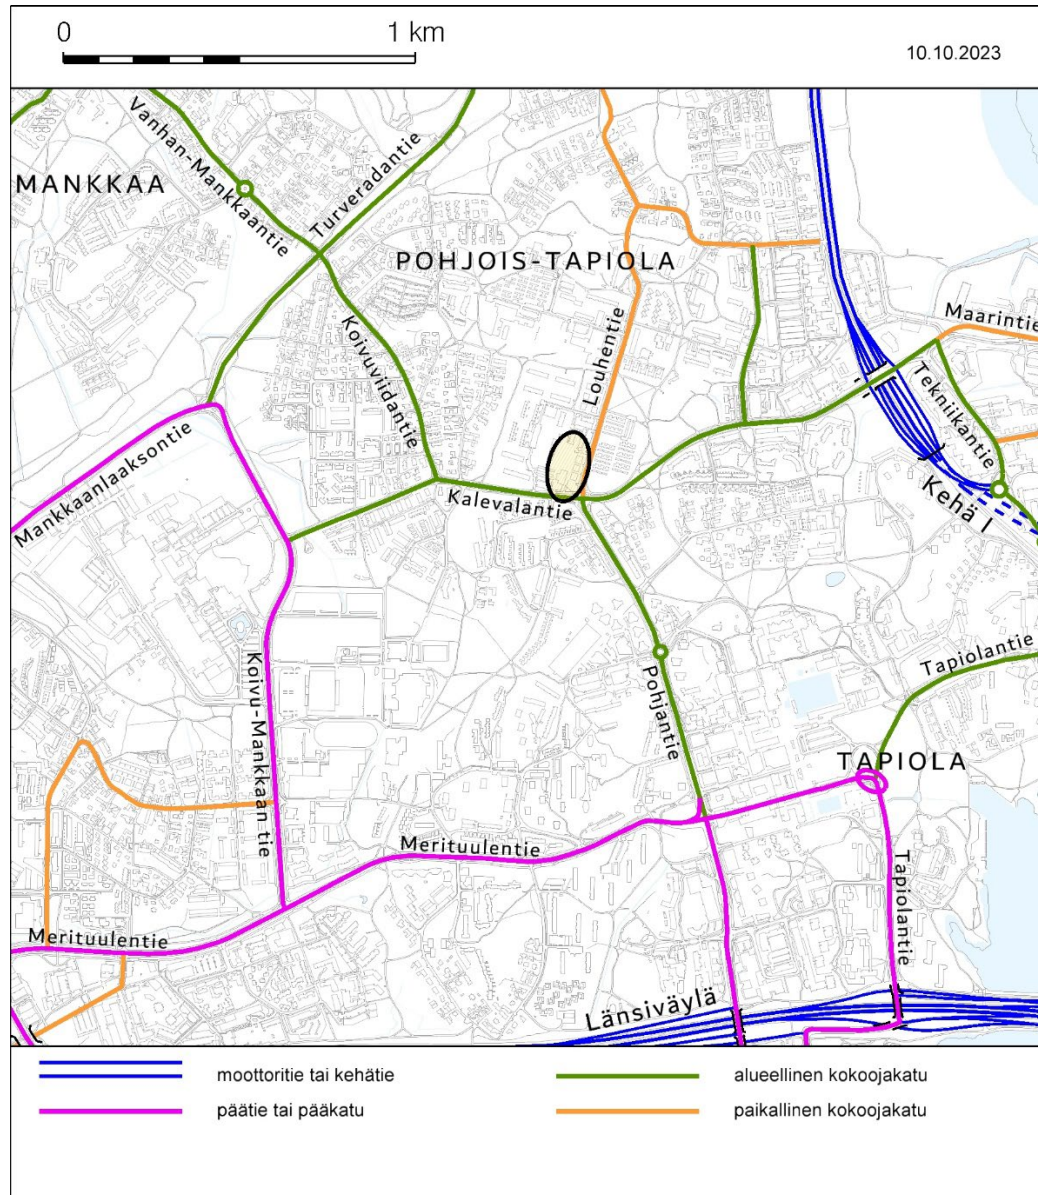 0
1 km
10.10.2023
Vanhan-Mankkaantie
Turveradantie
MANKKAA
POHJOIS-TAPIOLA
Maarintie
Koivuviidantie
Louhentie
Tekniikantie
Mankkaanlaaksontie
Kalevalantie
Kehä I
Koivu-Mankkaan tie
Pohjantie
Tapiolantie
TAPIOLA
Merituulentie
Tapiolantie
Merituulentie
Länsiväylä
moottoritie tai kehätie
alueellinen kokoojakatu
päätie tai pääkatu
paikallinen kokoojakatu